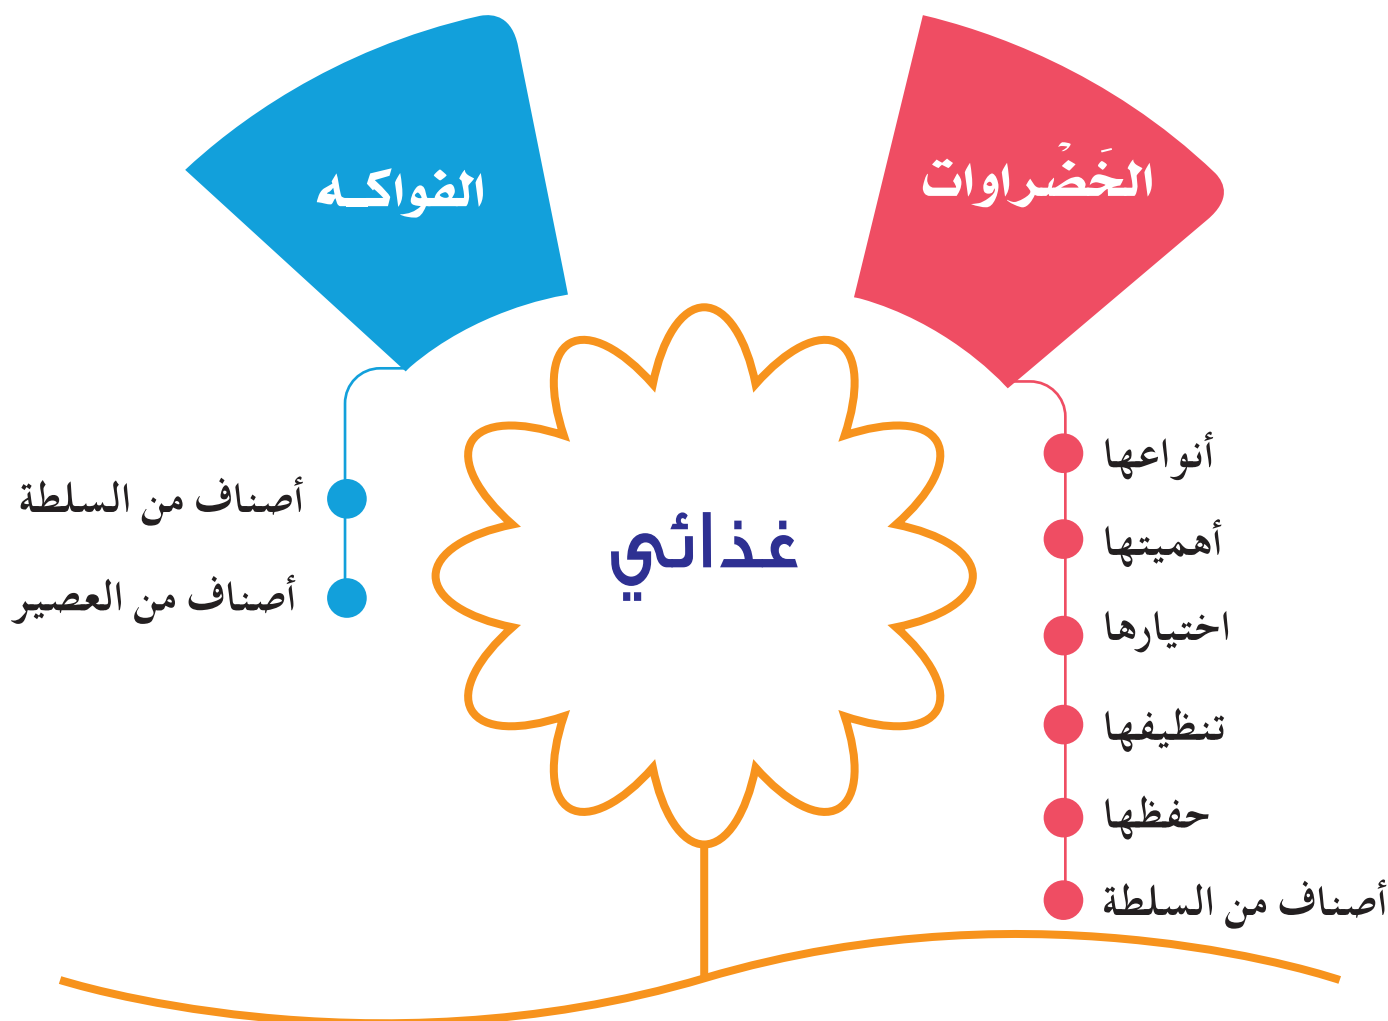 الخَضْراوات
أنواعها
أهميتها
اختيارها
تنظيفها
حفظها
أصناف من السلطة
غذائي
الفواكه
أصناف من السلطة
أصناف من العصير